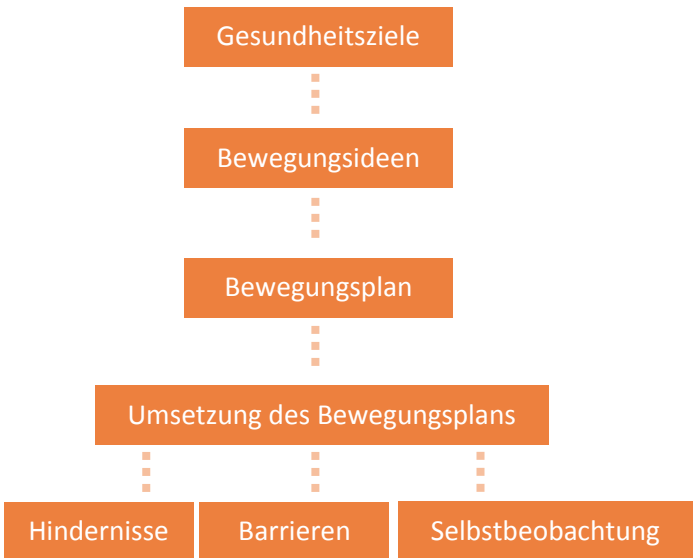 Gesundheitsziele
Bewegungsideen
Bewegungsplan
Umsetzung des Bewegungsplans
Hindernisse
Barrieren
Selbstbeobachtung